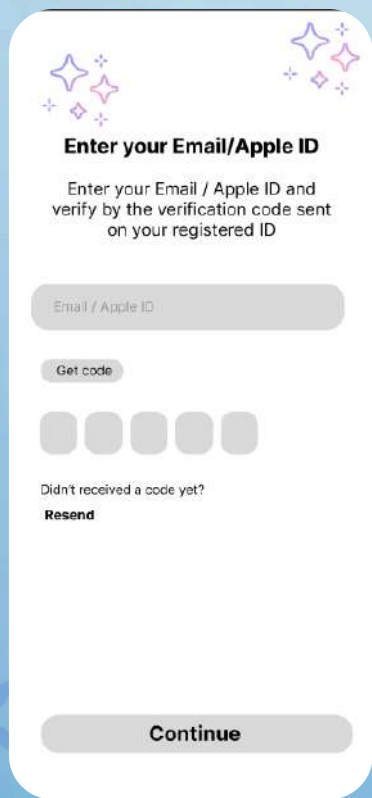 Enter your Email/Apple ID
Enter your Email / Apple ID and
verify by the verification code sent
on your registered ID
Email / Apple ID
Get code
Didn't received a code yet?
Resend
Continue